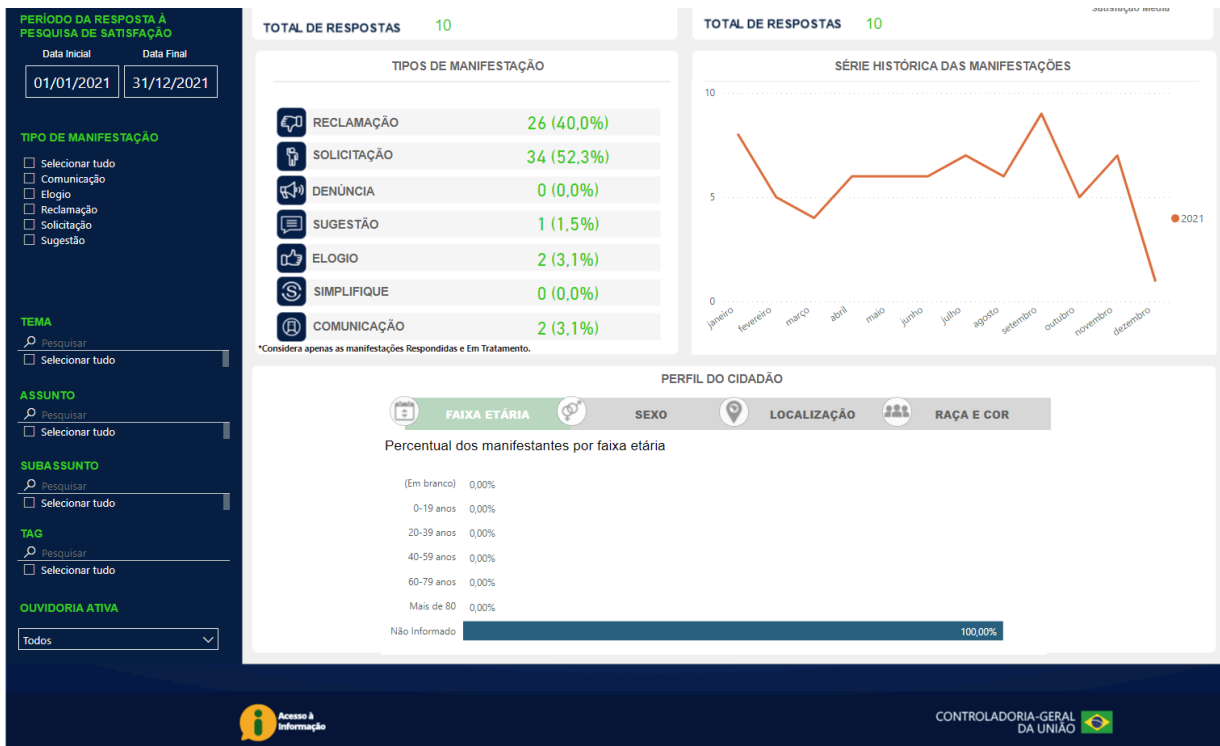 PERÍODO DA RESPOSTA À
PESQUISA DE SATISFAÇÃO
Data Inicial
Data Final
01/01/2021
31/12/2021
TIPO DE MANIFESTAÇÃO
Selecionar tudo
Comunicação
Elogio
Reclamação
Solicitação
Sugestão
TEMA
Pesquisar
Selecionar tudo
ASSUNTO
Pesquisar
Selecionar tudo
SUBASSUNTO
Pesquisar
Selecionar tudo
TAG
Pesquisar
Selecionar tudo
OUVIDORIA ATIVA
Todos
TOTAL DE RESPOSTAS 10
Satisfação Média
TOTAL DE RESPOSTAS 10
TIPOS DE MANIFESTAÇÃO
RECLAMAÇÃO 26 (40,0%)
SOLICITAÇÃO 34 (52,3%)
DENÚNCIA 0 (0,0%)
SUGESTÃO 1 (1,5%)
ELOGIO 2 (3,1%)
SIMPLIFIQUE 0 (0,0%)
COMUNICAÇÃO 2 (3,1%)
*Considera apenas as manifestações Respondidas e Em Tratamento.
SÉRIE HISTÓRICA DAS MANIFESTAÇÕES
10
5
0
janeiro
fevereiro
março
abril
maio
junho
julho
agosto
setembro
outubro
novembro
dezembro
2021
PERFIL DO CIDADÃO
FAIXA ETÁRIA
SEXO
LOCALIZAÇÃO
RAÇA E COR
Percentual dos manifestantes por faixa etária
(Em branco) 0,00%
0-19 anos 0,00%
20-39 anos 0,00%
40-59 anos 0,00%
60-79 anos 0,00%
Mais de 80 0,00%
Não Informado 100,00%
Acesso à
Informação
CONTROLADORIA-GERAL
DA UNIÃO